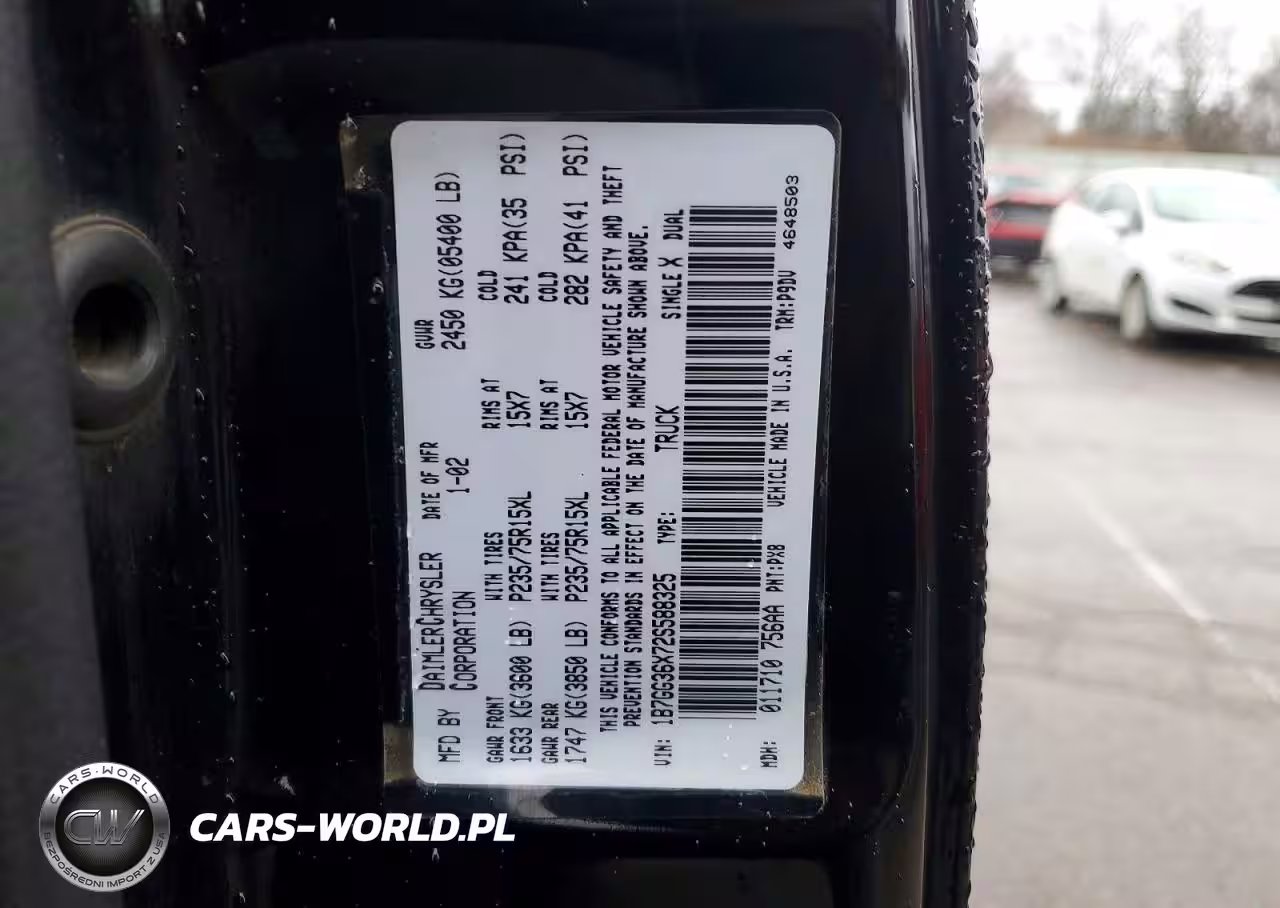 MFD BY DAIMLERCHRYSLER CORPORATION DATE OF MFR 1-02 GVWR 2450 KG(05400 LB)
GAWR FRONT WITH TIRES RIMS AT COLD
1633 KG(3600 LB) P235/75R15XL 15X7 241 KPA(35 PSI)
GAWR REAR WITH TIRES RIMS AT COLD
1747 KG(3850 LB) P235/75R15XL 15X7 282 KPA(41 PSI)
THIS VEHICLE CONFORMS TO ALL APPLICABLE FEDERAL MOTOR VEHICLE SAFETY AND THEFT
PREVENTION STANDARDS IN EFFECT ON THE DATE OF MANUFACTURE SHOWN ABOVE.
VIN: 1B7GG36X72S588325 TYPE: TRUCK SINGLE X DUAL
MDH: 011710 756AA PNT:PX8 VEHICLE MADE IN U.S.A. TRM:P9DV 4648503
CARS-WORLD
CW
BEZPOŚREDNI IMPORT Z USA
CARS-WORLD.PL